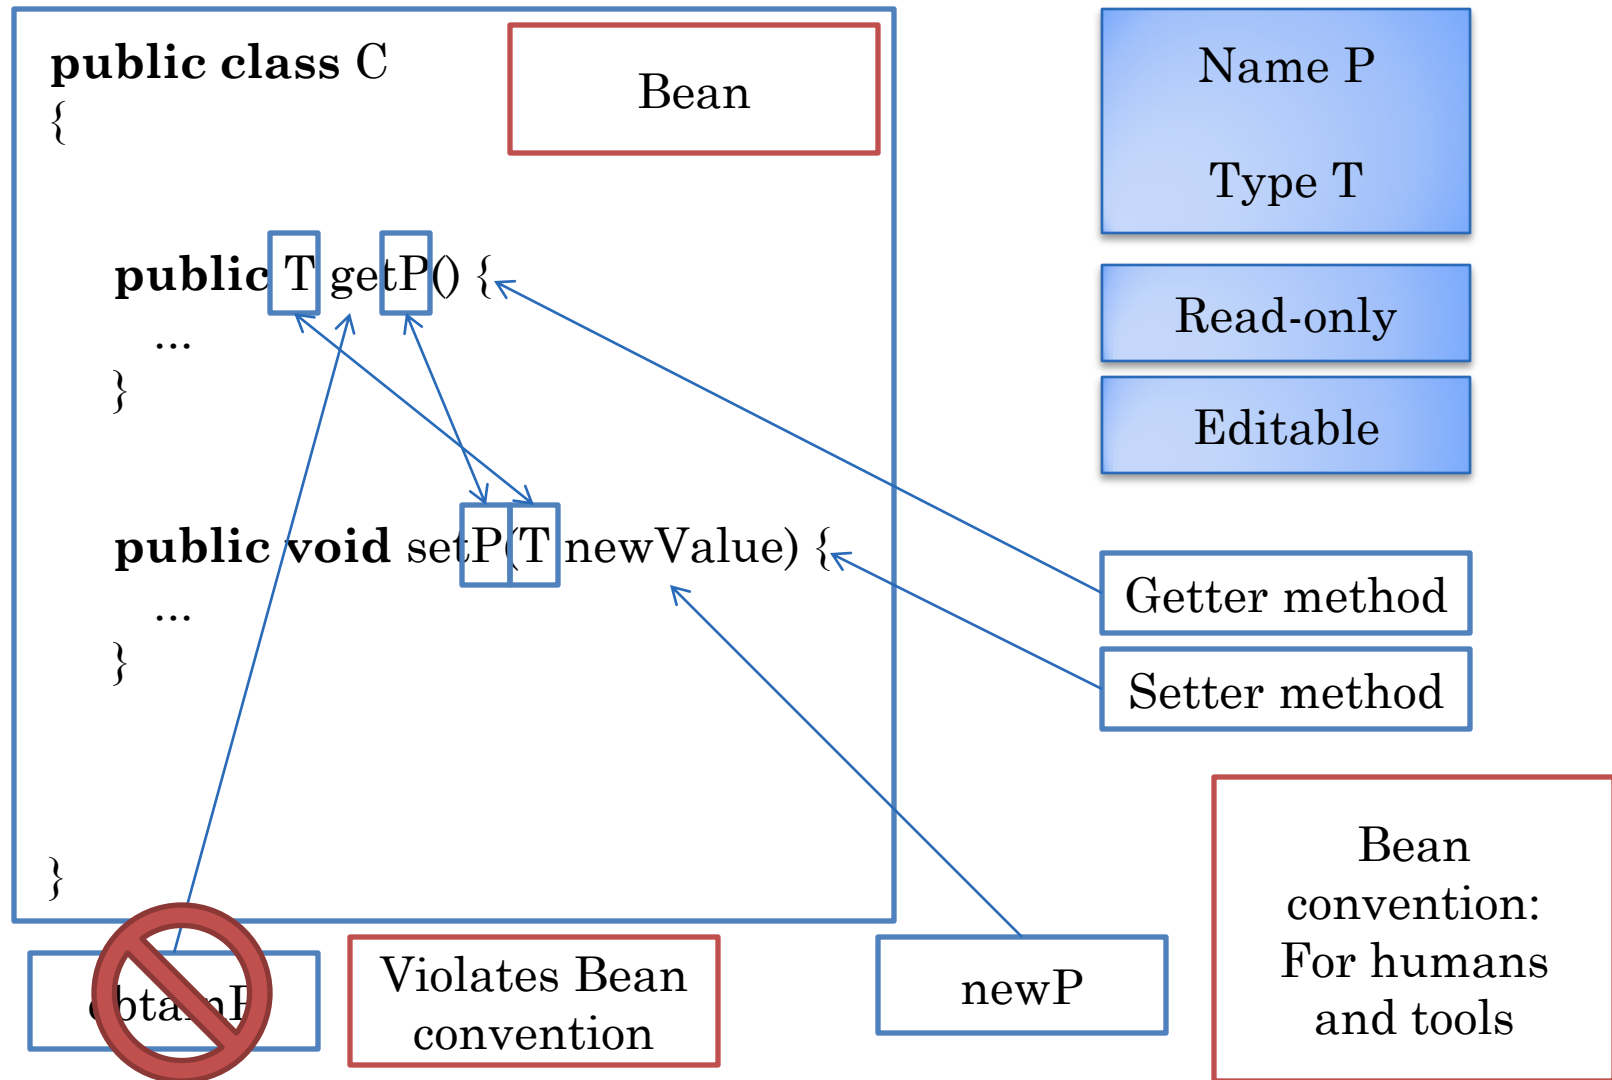 public class C
{
Bean
public T getP() {
...
}
public void setP(T newValue) {
...
}
}
Name P
Type T
Read-only
Editable
Getter method
Setter method
obtainP
Violates Bean
convention
newP
Bean
convention:
For humans
and tools